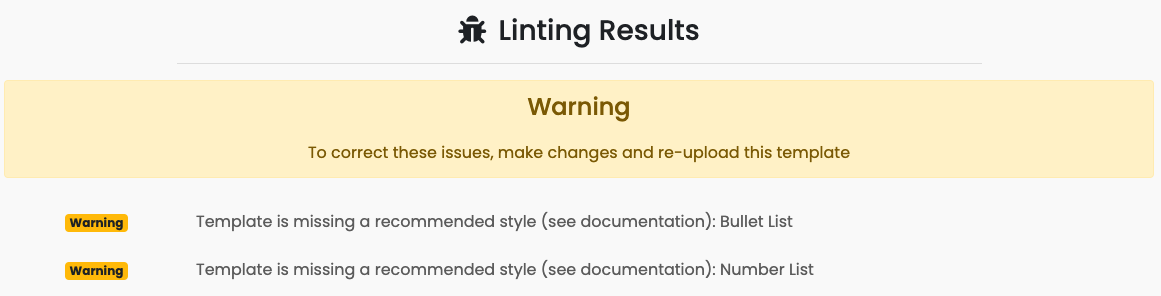 Linting Results
Warning
To correct these issues, make changes and re-upload this template
Warning Template is missing a recommended style (see documentation): Bullet List
Warning Template is missing a recommended style (see documentation): Number List